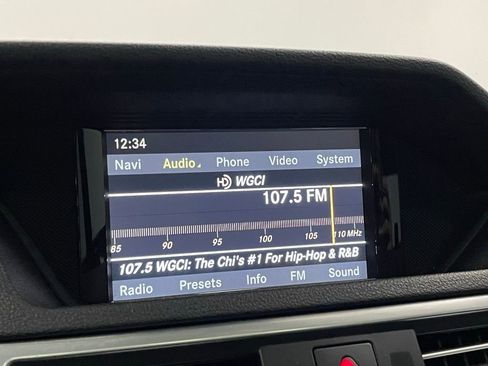 12:34
Navi Audio Phone Video System
HD WGCI
107.5 FM
85 90 95 100 105 110 MHz
107.5 WGCI: The Chi's #1 For Hip-Hop & R&B
Radio Presets Info FM Sound